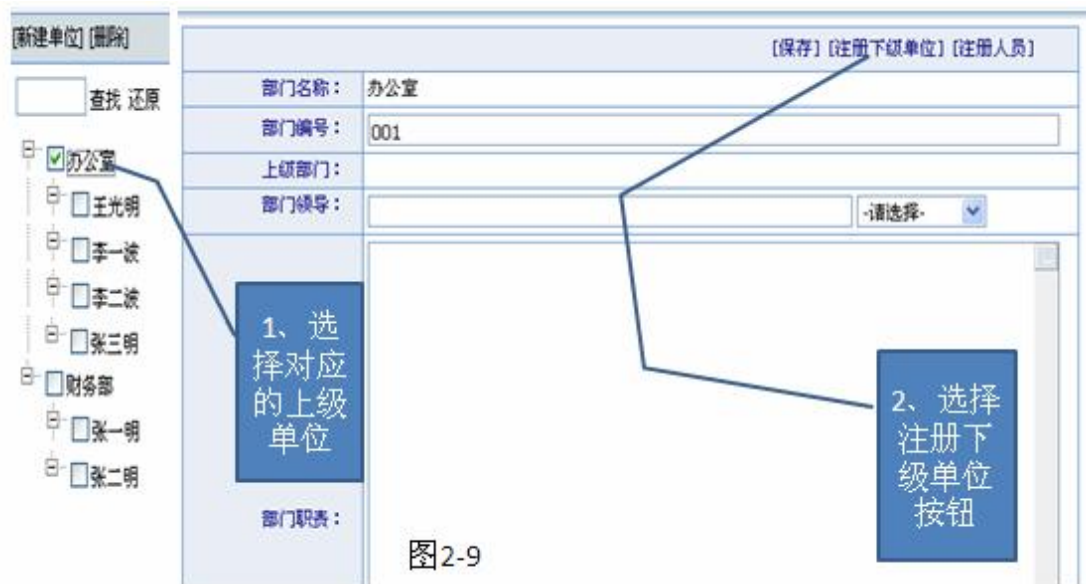 [新建单位] [删除]
查找 还原
办公室
王光明
李一波
李二波
张三明
财务部
张一明
张二明
[保存] [注册下级单位] [注册人员]
部门名称： 办公室
部门编号： 001
上级部门：
部门领导： -请选择-
部门职责：
1、选
择对应
的上级
单位
2、选择
注册下
级单位
按钮
图2-9